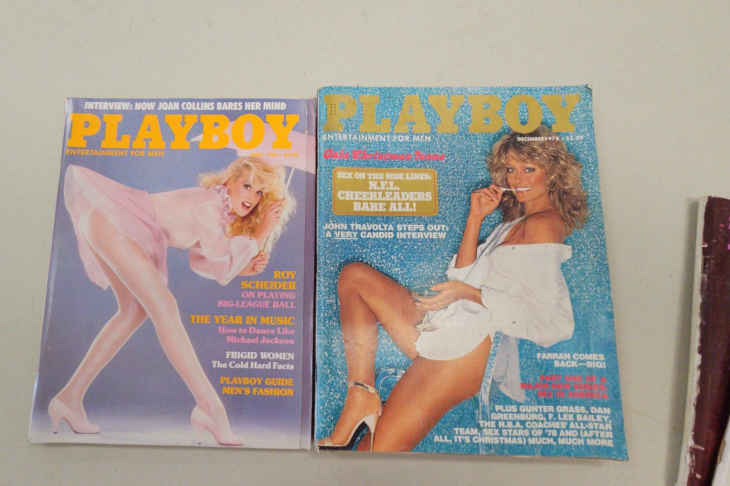 INTERVIEW: NOW JOAN COLLINS BARES HER MIND
PLAYBOY
ENTERTAINMENT FOR MEN
ROY
SCHEIDER
ON PLAYING
BIG-LEAGUE BALL
THE YEAR IN MUSIC
How to Dance Like
Michael Jackson
FRIGID WOMEN
The Cold Hard Facts
PLAYBOY GUIDE
MEN'S FASHION
PLAYBOY
ENTERTAINMENT FOR MEN
DECEMBER 1978
Gala Christmas Issue
SEX ON THE SIDE LINES:
N.F.L.
CHEERLEADERS
BARE ALL!
JOHN TRAVOLTA STEPS OUT:
A VERY CANDID INTERVIEW
FARRAH COMES
BACK—BIG!
PLUS GUNTER GRASS, DAN
GREENBURG, F. LEE BAILEY,
THE N.B.A. COACHES' ALL-STAR
TEAM, SEX STARS OF '78 AND (AFTER
ALL, IT'S CHRISTMAS) MUCH, MUCH MORE